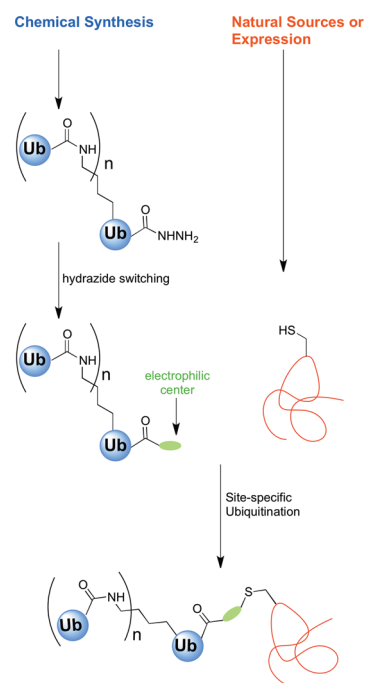 Chemical Synthesis
Natural Sources or
Expression
O
Ub
NH
n
O
Ub
NHNH₂
hydrazide switching
O
Ub
NH
n
HS
electrophilic
center
O
Ub
Site-specific
Ubiquitination
O
NH
S
Ub
n
O
Ub